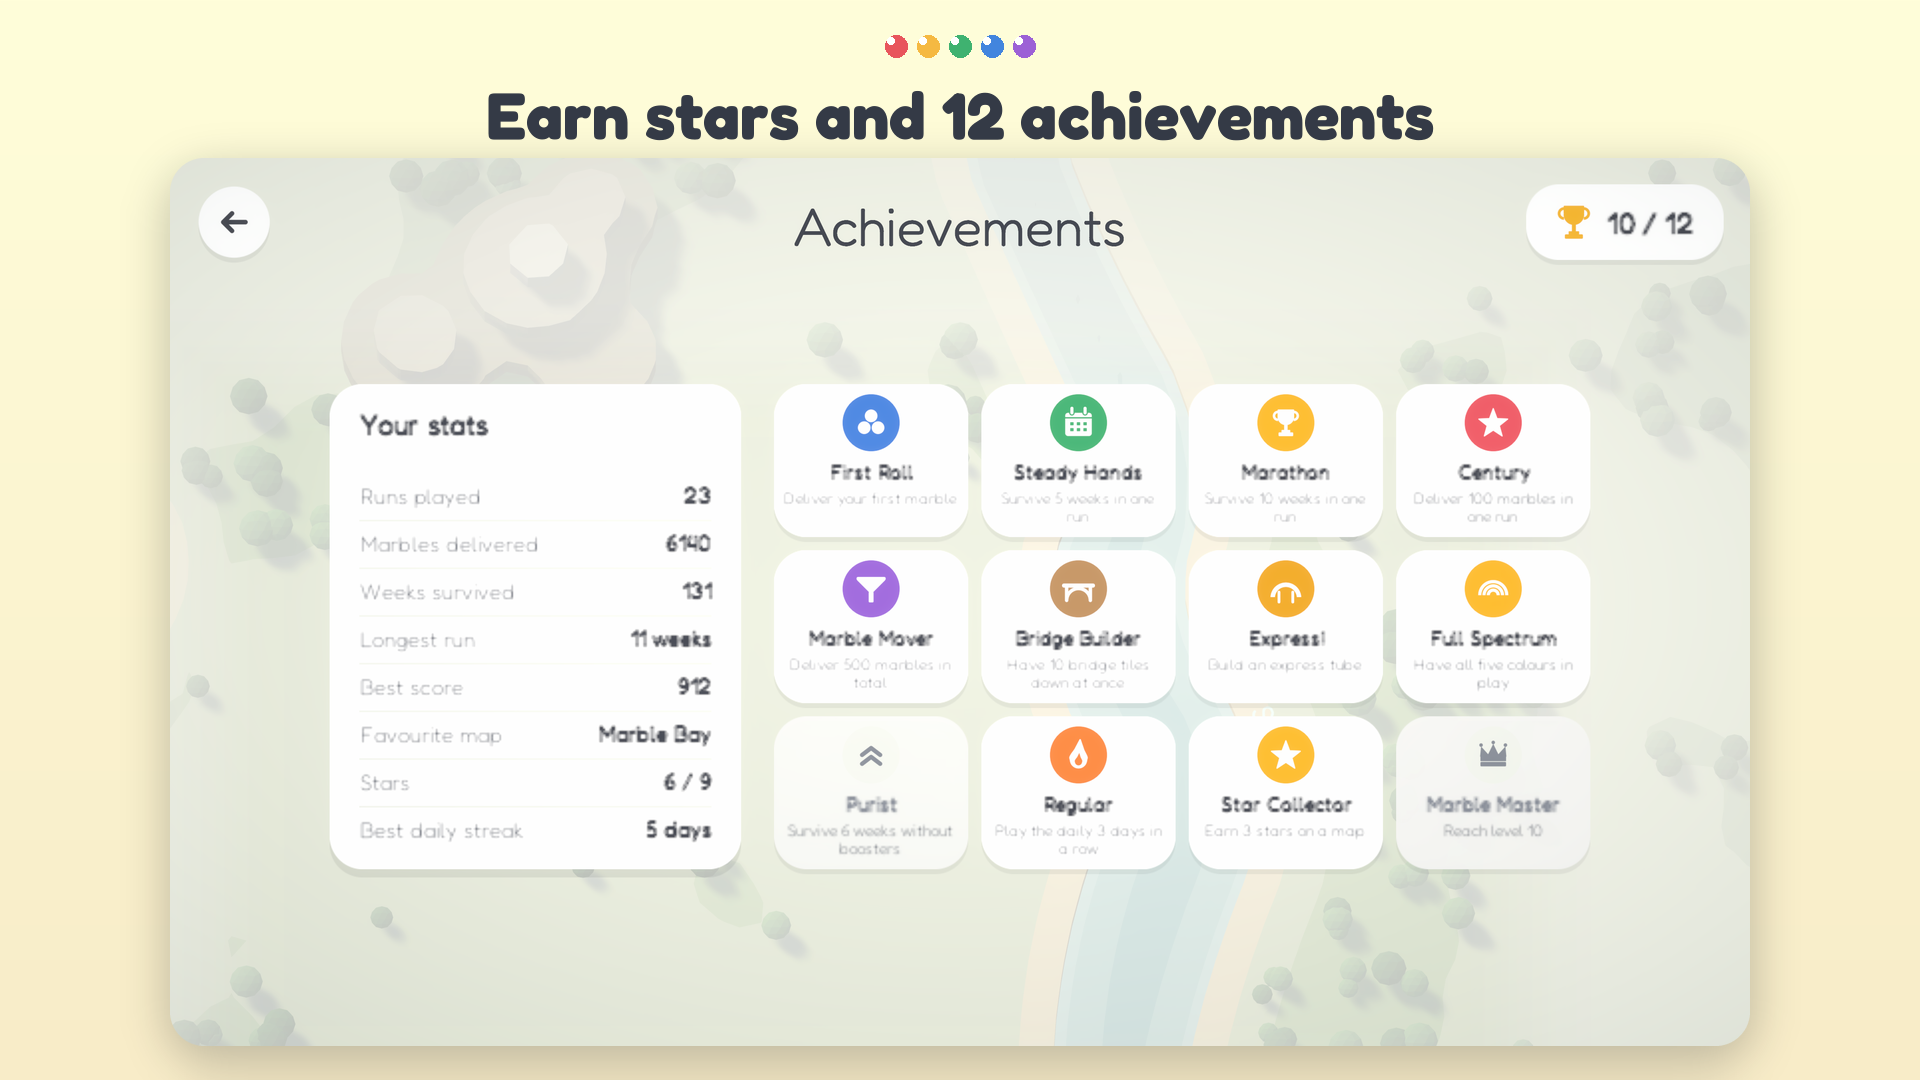 Earn stars and 12 achievements
Achievements
10 / 12
Your stats
Runs played 23
Marbles delivered 6140
Weeks survived 131
Longest run 11 weeks
Best score 912
Favourite map Marble Bay
Stars 6 / 9
Best daily streak 5 days
First Roll
Deliver your first marble
Steady Hands
Survive 5 weeks in one
run
Marathon
Survive 10 weeks in one
run
Century
Deliver 100 marbles in
one run
Marble Mover
Deliver 500 marbles in
total
Bridge Builder
Have 10 bridge tiles
down at once
Express!
Build an express tube
Full Spectrum
Have all five colours in
play
Purist
Survive 6 weeks without
boosters
Regular
Play the daily 3 days in
a row
Star Collector
Earn 3 stars on a map
Marble Master
Reach level 10